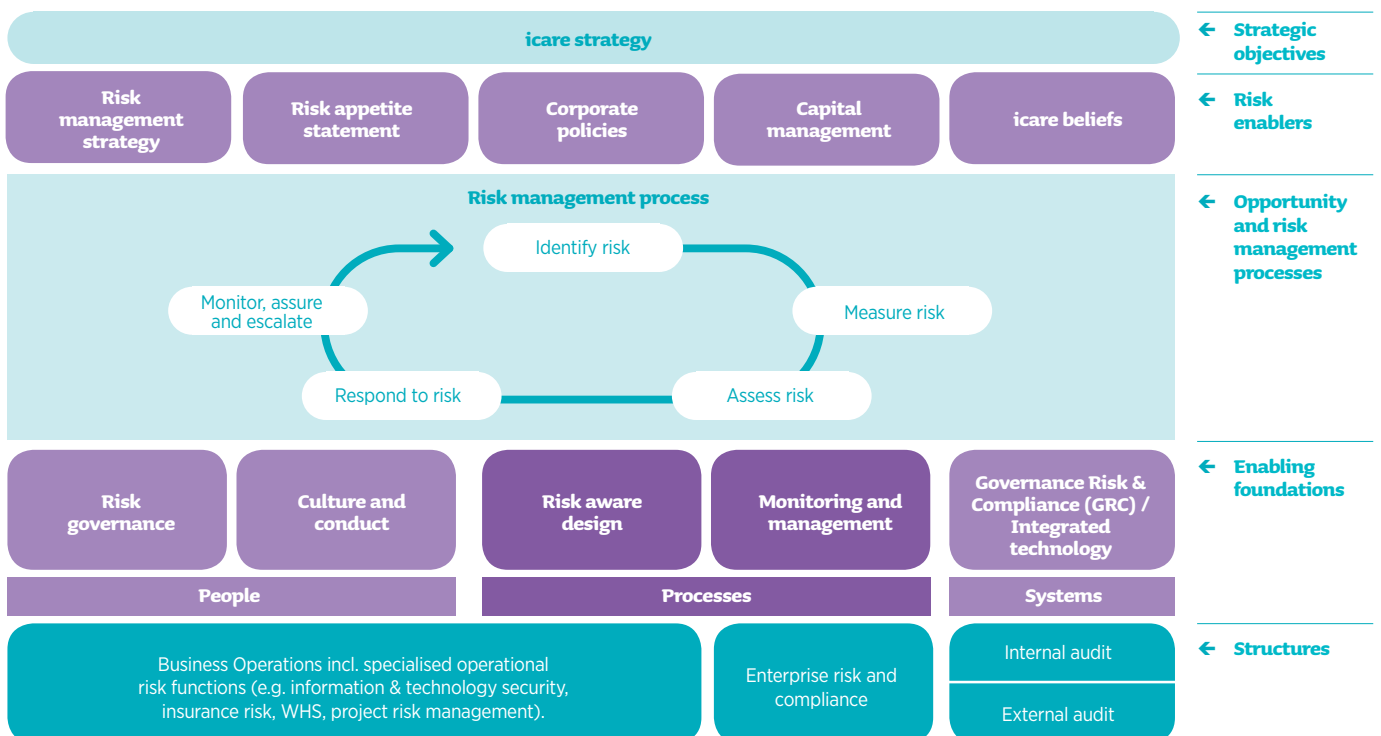 icare strategy
Strategic
objectives
Risk
management
strategy
Risk appetite
statement
Corporate
policies
Capital
management
icare beliefs
Risk
enablers
Risk management process
Identify risk
Measure risk
Assess risk
Respond to risk
Monitor, assure
and escalate
Opportunity
and risk
management
processes
Risk
governance
Culture and
conduct
Risk aware
design
Monitoring and
management
Governance Risk &
Compliance (GRC) /
Integrated
technology
Enabling
foundations
People
Processes
Systems
Business Operations incl. specialised operational
risk functions (e.g. information & technology security,
insurance risk, WHS, project risk management).
Enterprise risk and
compliance
Internal audit
External audit
Structures